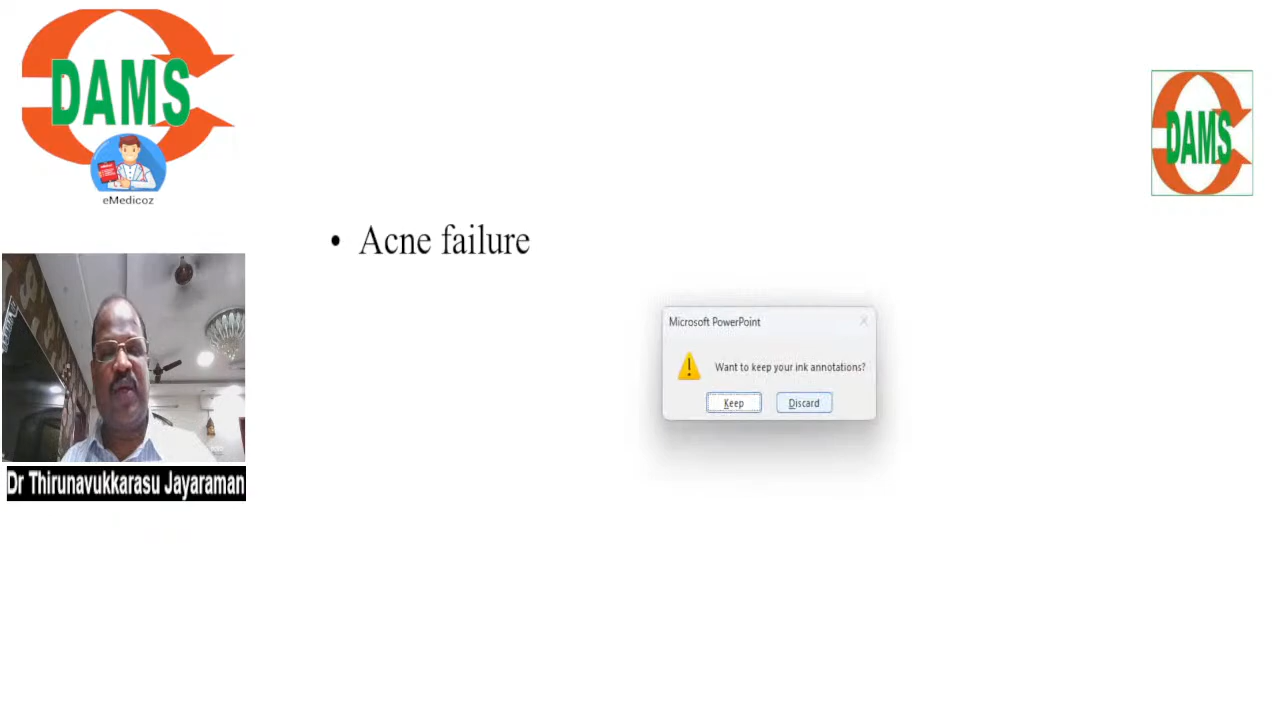 DAMS
eMedicoz
DAMS
• Acne failure
Microsoft PowerPoint
Want to keep your ink annotations?
Keep
Discard
Dr Thirunavukkarasu Jayaraman